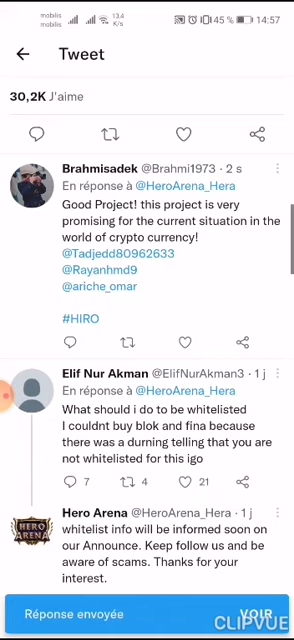 mobilis
mobilis
13,4
K/s
45 %
14:57
Tweet
30,2K J'aime
Brahmisadek @Brahmi1973 · 2 s
En réponse à @HeroArena_Hera
Good Project! this project is very
promising for the current situation in the
world of crypto currency!
@Tadjedd80962633
@Rayanhmd9
@ariche_omar
#HIRO
Elif Nur Akman @ElifNurAkman3 · 1 j
En réponse à @HeroArena_Hera
What should i do to be whitelisted
I couldnt buy blok and fina because
there was a durning telling that you are
not whitelisted for this igo
7 4 21
Hero Arena @HeroArena_Hera · 1 j
HERO
ARENA
whitelist info will be informed soon on
our Announce. Keep follow us and be
aware of scams. Thanks for your
interest.
Réponse envoyée VOIR
CLIPVUE